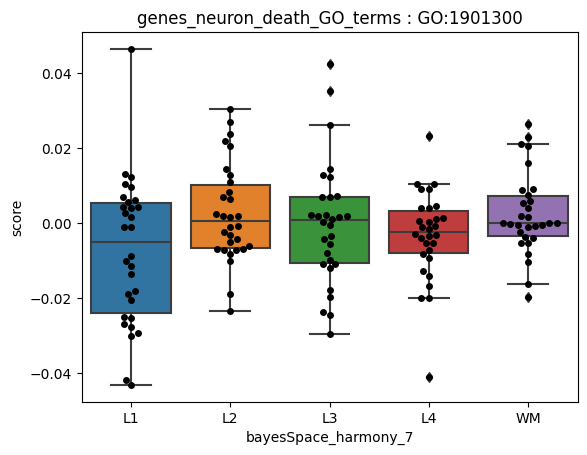 genes_neuron_death_GO_terms : GO:1901300
0.04
0.02
0.00
−0.02
−0.04
score
L1 L2 L3 L4 WM
bayesSpace_harmony_7